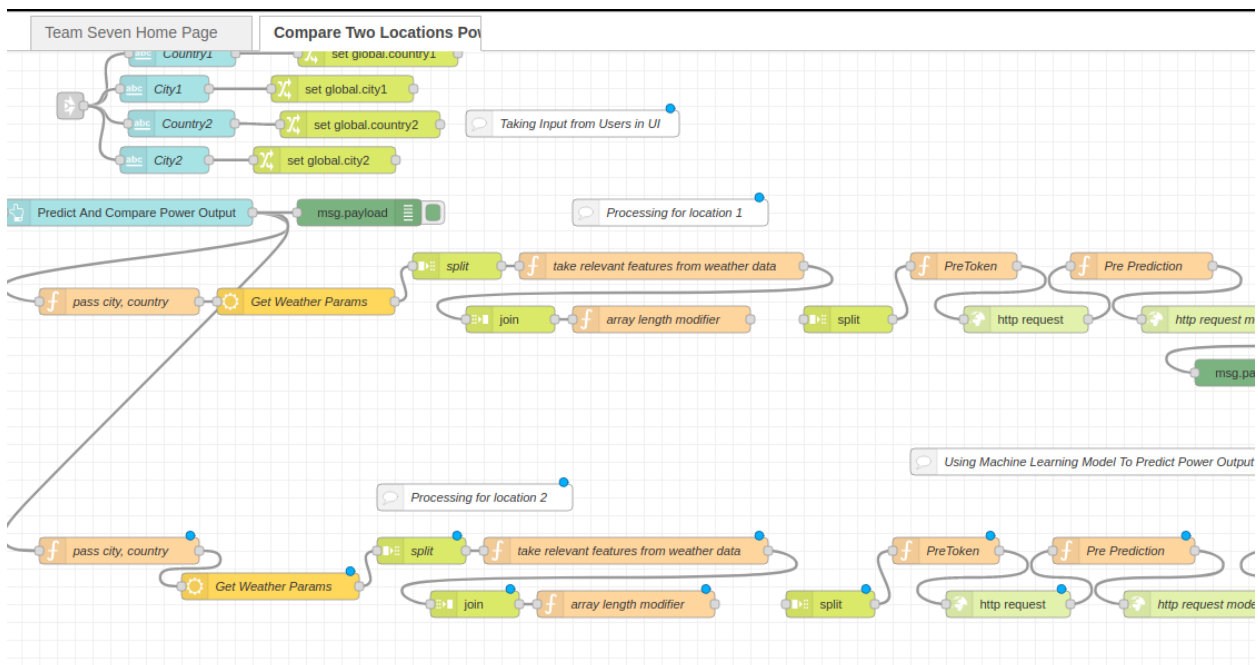 Team Seven Home Page
Compare Two Locations Pow
abc Country1
set global.country1
abc City1
set global.city1
abc Country2
set global.country2
Taking Input from Users in UI
abc City2
set global.city2
Predict And Compare Power Output
msg.payload
Processing for location 1
split
take relevant features from weather data
PreToken
Pre Prediction
pass city, country
Get Weather Params
join
array length modifier
split
http request
http request m
msg.pa
Using Machine Learning Model To Predict Power Output
Processing for location 2
pass city, country
split
take relevant features from weather data
PreToken
Pre Prediction
Get Weather Params
join
array length modifier
split
http request
http request mode